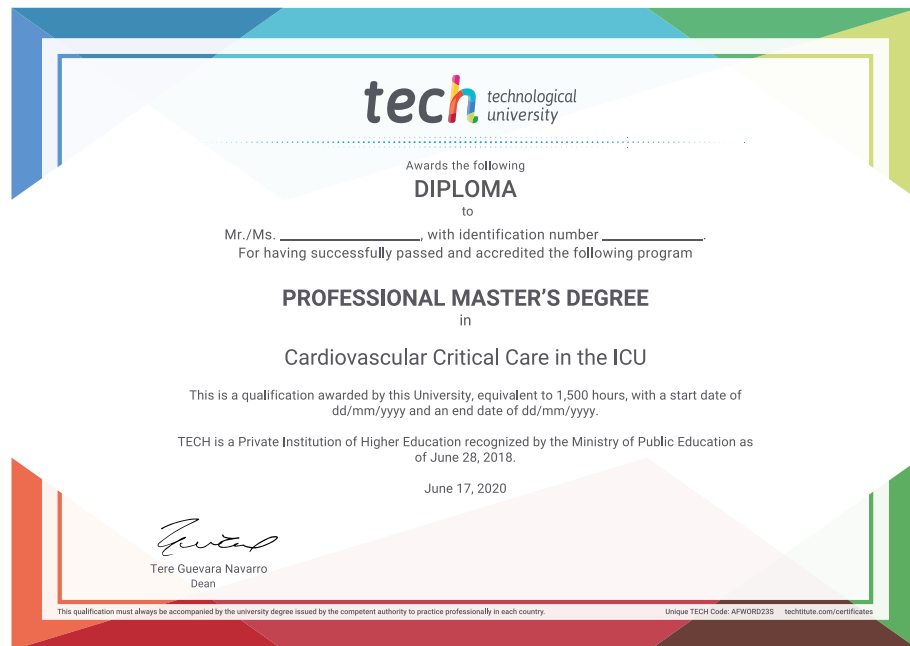 tech technological
university
Awards the following
DIPLOMA
to
Mr./Ms. ____________________, with identification number ______________.
For having successfully passed and accredited the following program
PROFESSIONAL MASTER'S DEGREE
in
Cardiovascular Critical Care in the ICU
This is a qualification awarded by this University, equivalent to 1,500 hours, with a start date of
dd/mm/yyyy and an end date of dd/mm/yyyy.
TECH is a Private Institution of Higher Education recognized by the Ministry of Public Education as
of June 28, 2018.
June 17, 2020
Tere Guevara Navarro
Dean
This qualification must always be accompanied by the university degree issued by the competent authority to practice professionally in each country.
Unique TECH Code: AFWORD23S techtitute.com/certificates